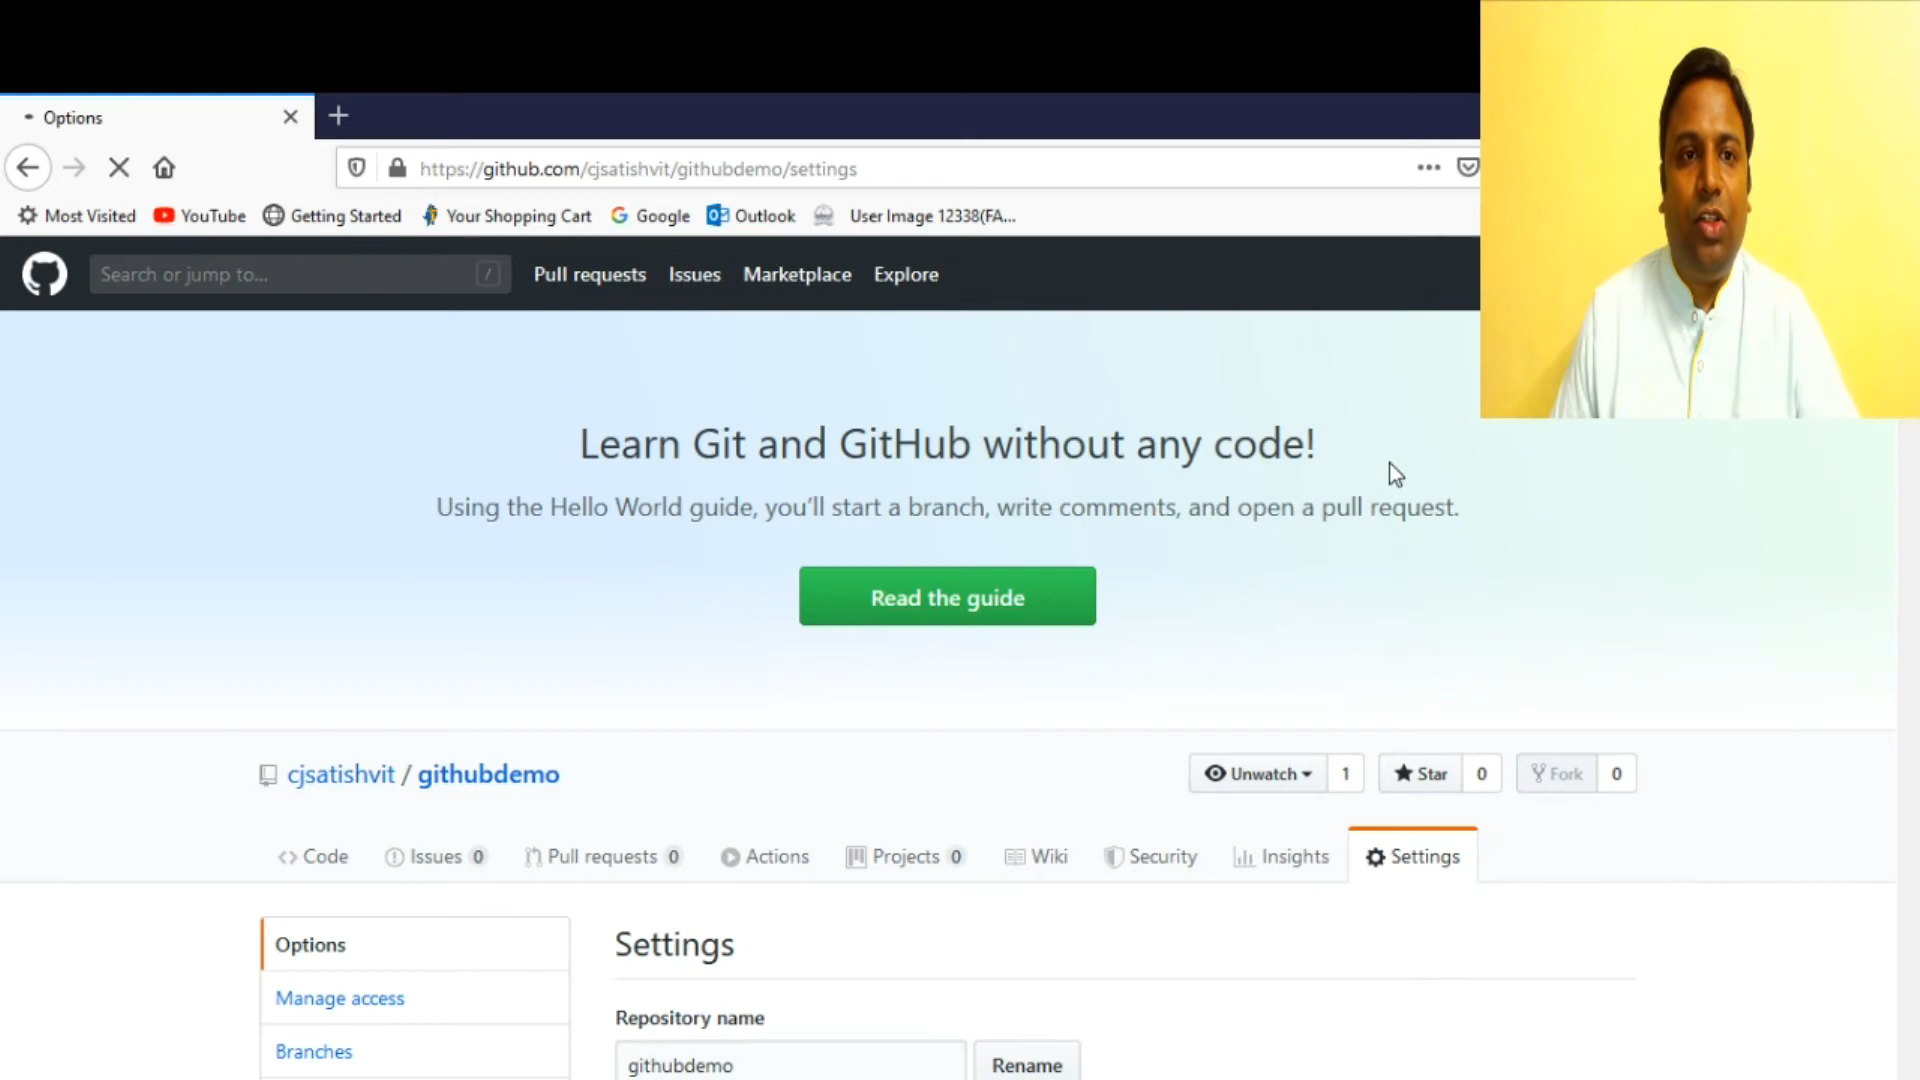 Options
https://github.com/cjsatishvit/githubdemo/settings
Most Visited YouTube Getting Started Your Shopping Cart Google Outlook User Image 12338(FA...
Search or jump to... / Pull requests Issues Marketplace Explore
Learn Git and GitHub without any code!
Using the Hello World guide, you'll start a branch, write comments, and open a pull request.
Read the guide
cjsatishvit / githubdemo Unwatch 1 Star 0 Fork 0
Code Issues 0 Pull requests 0 Actions Projects 0 Wiki Security Insights Settings
Options
Manage access
Branches
Settings
Repository name
githubdemo Rename